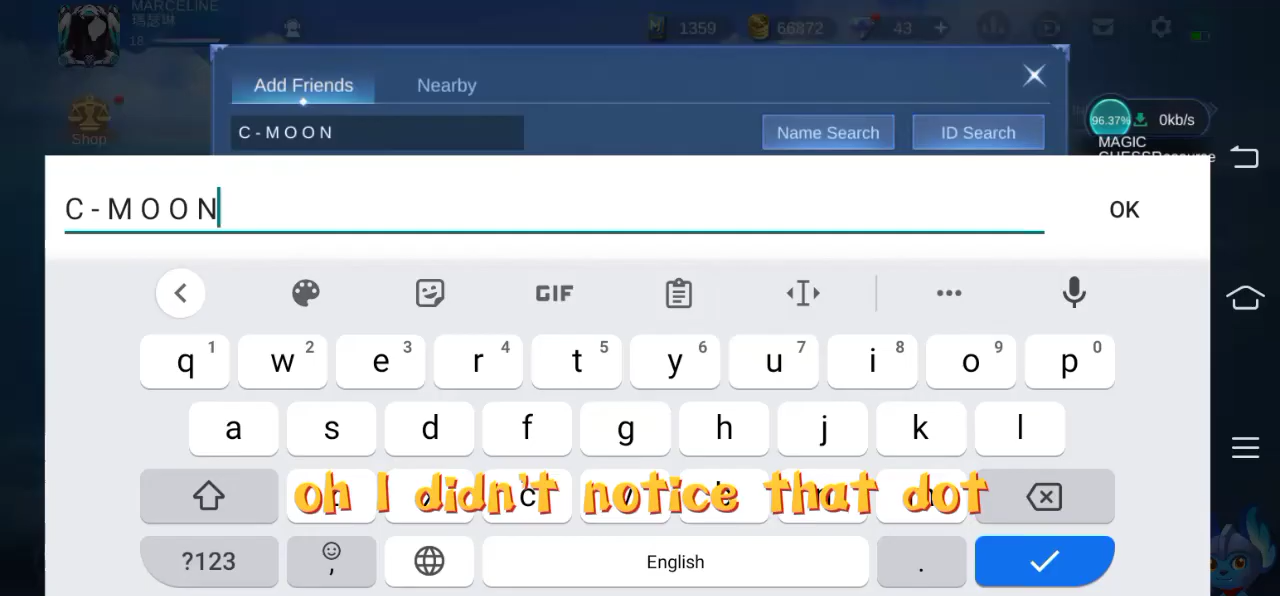 MARCELINE
瑪瑟琳
18
1359
66872
43
Shop
Add Friends
Nearby
C - M O O N
Name Search
ID Search
96.37%
0kb/s
MAGIC
CHESSResource
C - M O O N
OK
GIF
q 1 w 2 e 3 r 4 t 5 y 6 u 7 i 8 o 9 p 0
a s d f g h j k l
oh I didn't notice that dot
?123 , English .